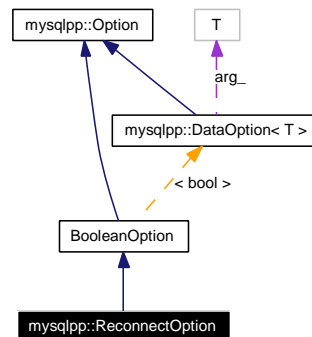 mysqlpp::Option
T
arg_
mysqlpp::DataOption< T >
< bool >
BooleanOption
mysqlpp::ReconnectOption